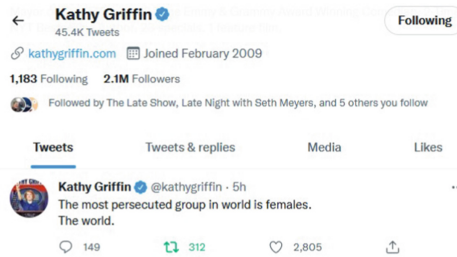 Kathy Griffin
45.4K Tweets
Following
kathygriffin.com Joined February 2009
1,183 Following 2.1M Followers
Followed by The Late Show, Late Night with Seth Meyers, and 5 others you follow
Tweets Tweets & replies Media Likes
Kathy Griffin @kathygriffin · 5h
The most persecuted group in world is females.
The world.
149 312 2,805